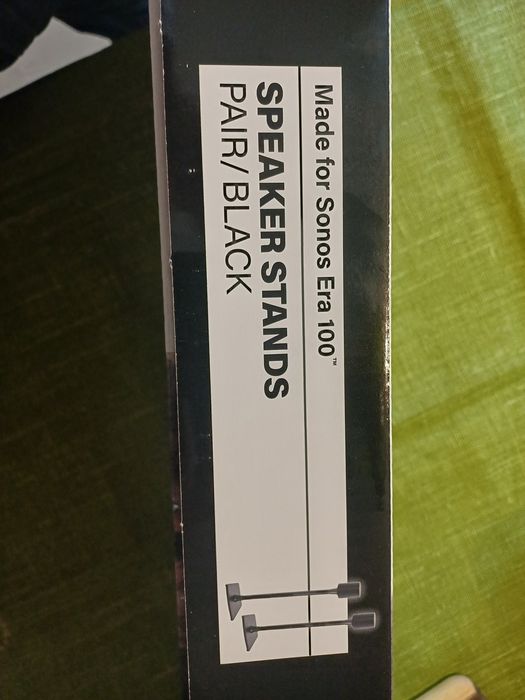 Made for Sonos Era 100™
SPEAKER STANDS
PAIR/BLACK